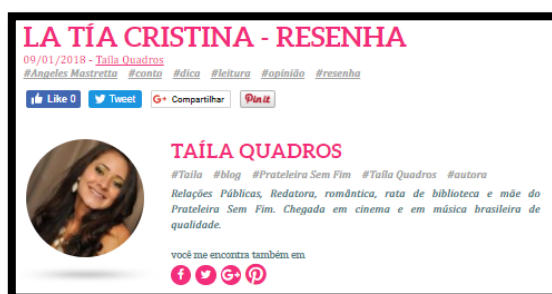 LA TÍA CRISTINA - RESENHA
09/01/2018 - Taíla Quadros
#Angeles Mastretta #conto #dica #leitura #opinião #resenha
Like 0 Tweet G+ Compartilhar Pin it
TAÍLA QUADROS
#Taíla #blog #Prateleira Sem Fim #Taíla Quadros #autora
Relações Públicas, Redatora, romântica, rata de biblioteca e mãe do
Prateleira Sem Fim. Chegada em cinema e em música brasileira de
qualidade.
você me encontra também em